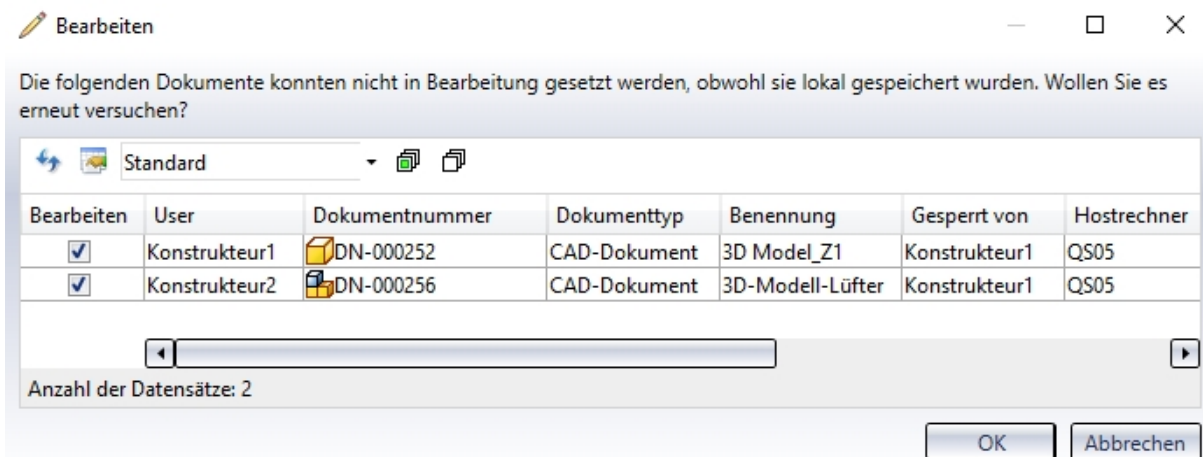 Bearbeiten
Die folgenden Dokumente konnten nicht in Bearbeitung gesetzt werden, obwohl sie lokal gespeichert wurden. Wollen Sie es
erneut versuchen?
Standard
Bearbeiten User Dokumentnummer Dokumenttyp Benennung Gesperrt von Hostrechner
Konstrukteur1 DN-000252 CAD-Dokument 3D Model_Z1 Konstrukteur1 QS05
Konstrukteur2 DN-000256 CAD-Dokument 3D-Modell-Lüfter Konstrukteur1 QS05
Anzahl der Datensätze: 2
OK Abbrechen